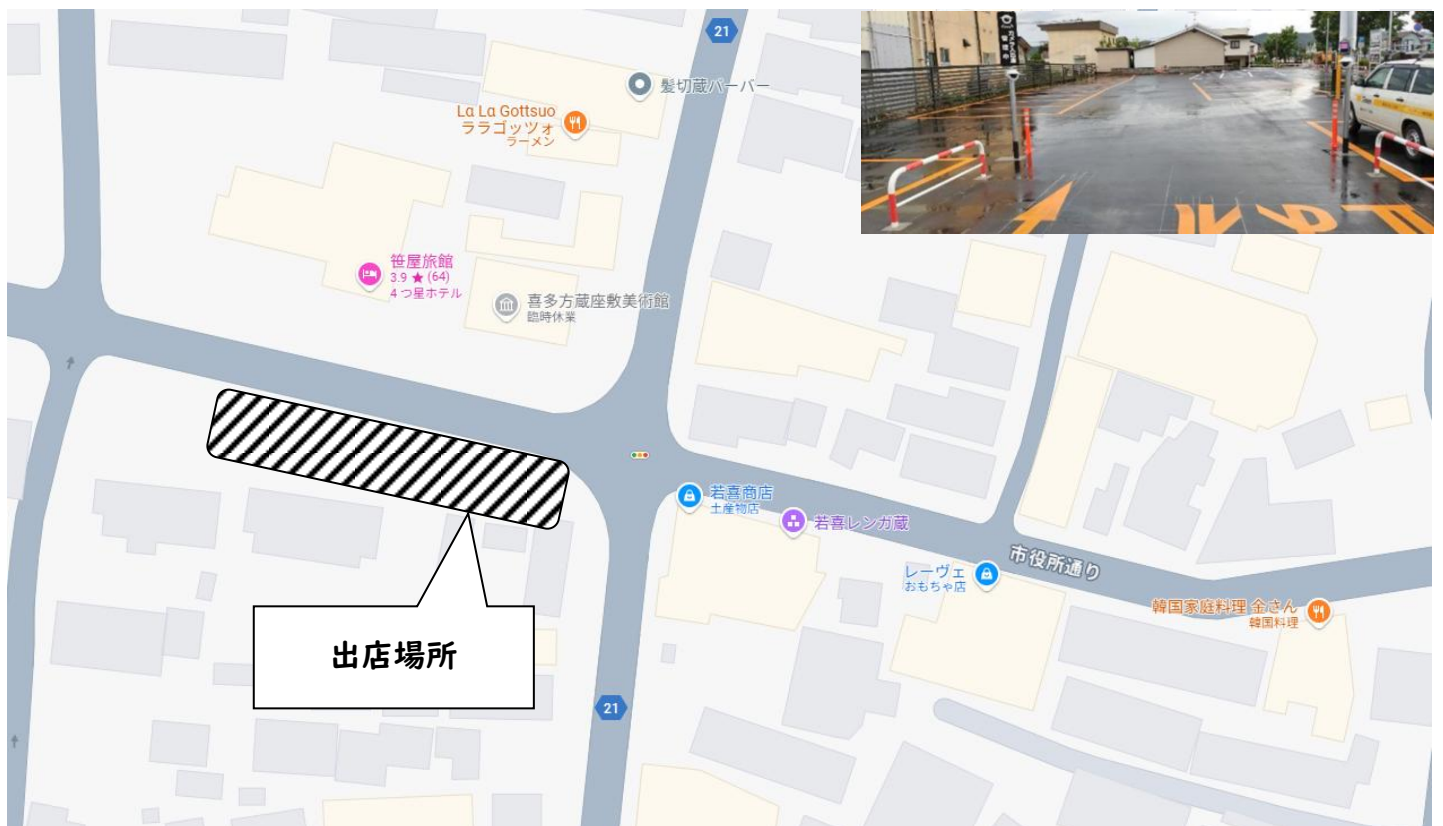 21
髪切蔵バーバー
La La Gottsuo
ララゴッツォ
ラーメン
笹屋旅館
3.9 ★ (64)
4 つ星ホテル
喜多方蔵座敷美術館
臨時休業
若喜商店
土産物店
若喜レンガ蔵
市役所通り
レーヴェ
おもちゃ店
韓国家庭料理 金さん
韓国料理
出店場所
21